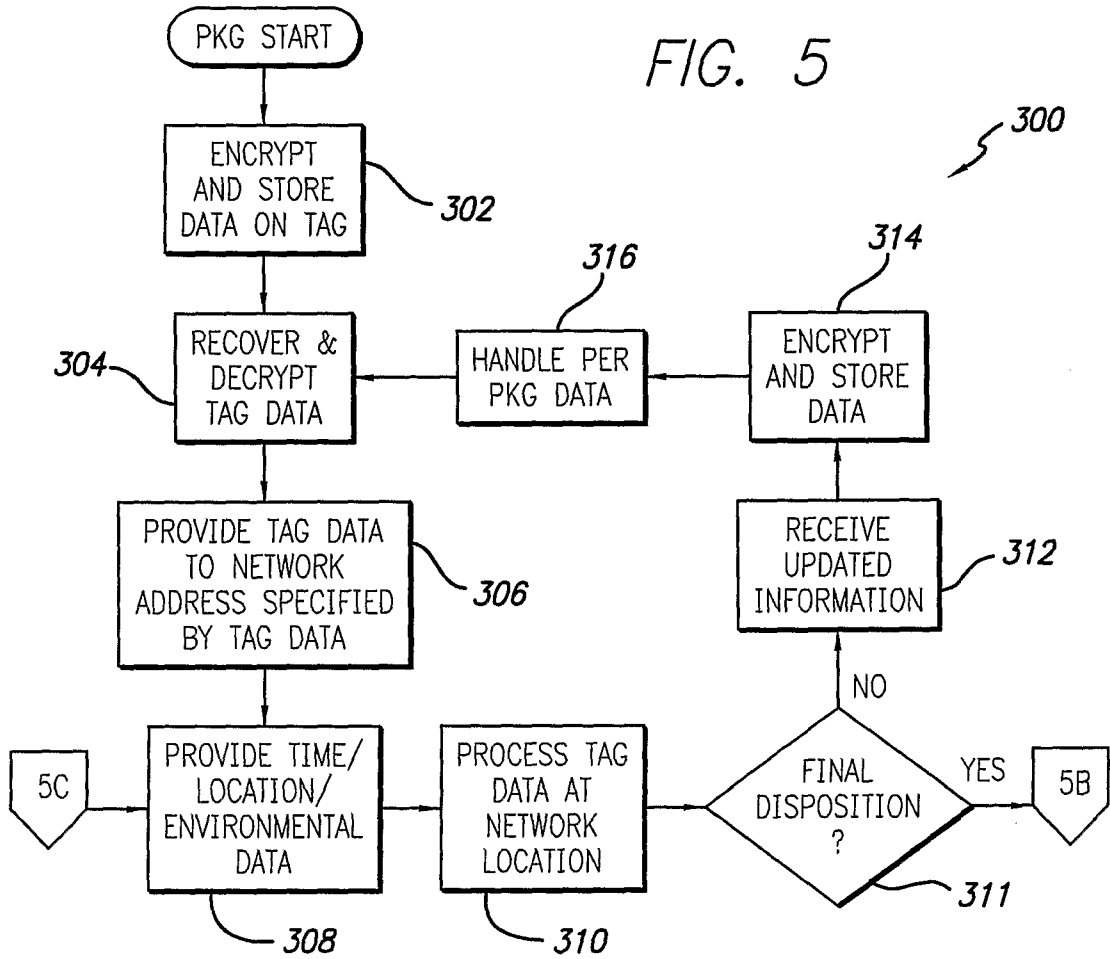 PKG START
FIG. 5
300
ENCRYPT
AND STORE
DATA ON TAG
302
RECOVER &
DECRYPT
TAG DATA
304
316
HANDLE PER
PKG DATA
314
ENCRYPT
AND STORE
DATA
PROVIDE TAG DATA
TO NETWORK
ADDRESS SPECIFIED
BY TAG DATA
306
RECEIVE
UPDATED
INFORMATION
312
NO
5C
PROVIDE TIME/
LOCATION/
ENVIRONMENTAL
DATA
308
PROCESS TAG
DATA AT
NETWORK
LOCATION
310
FINAL
DISPOSITION
?
311
YES
5B